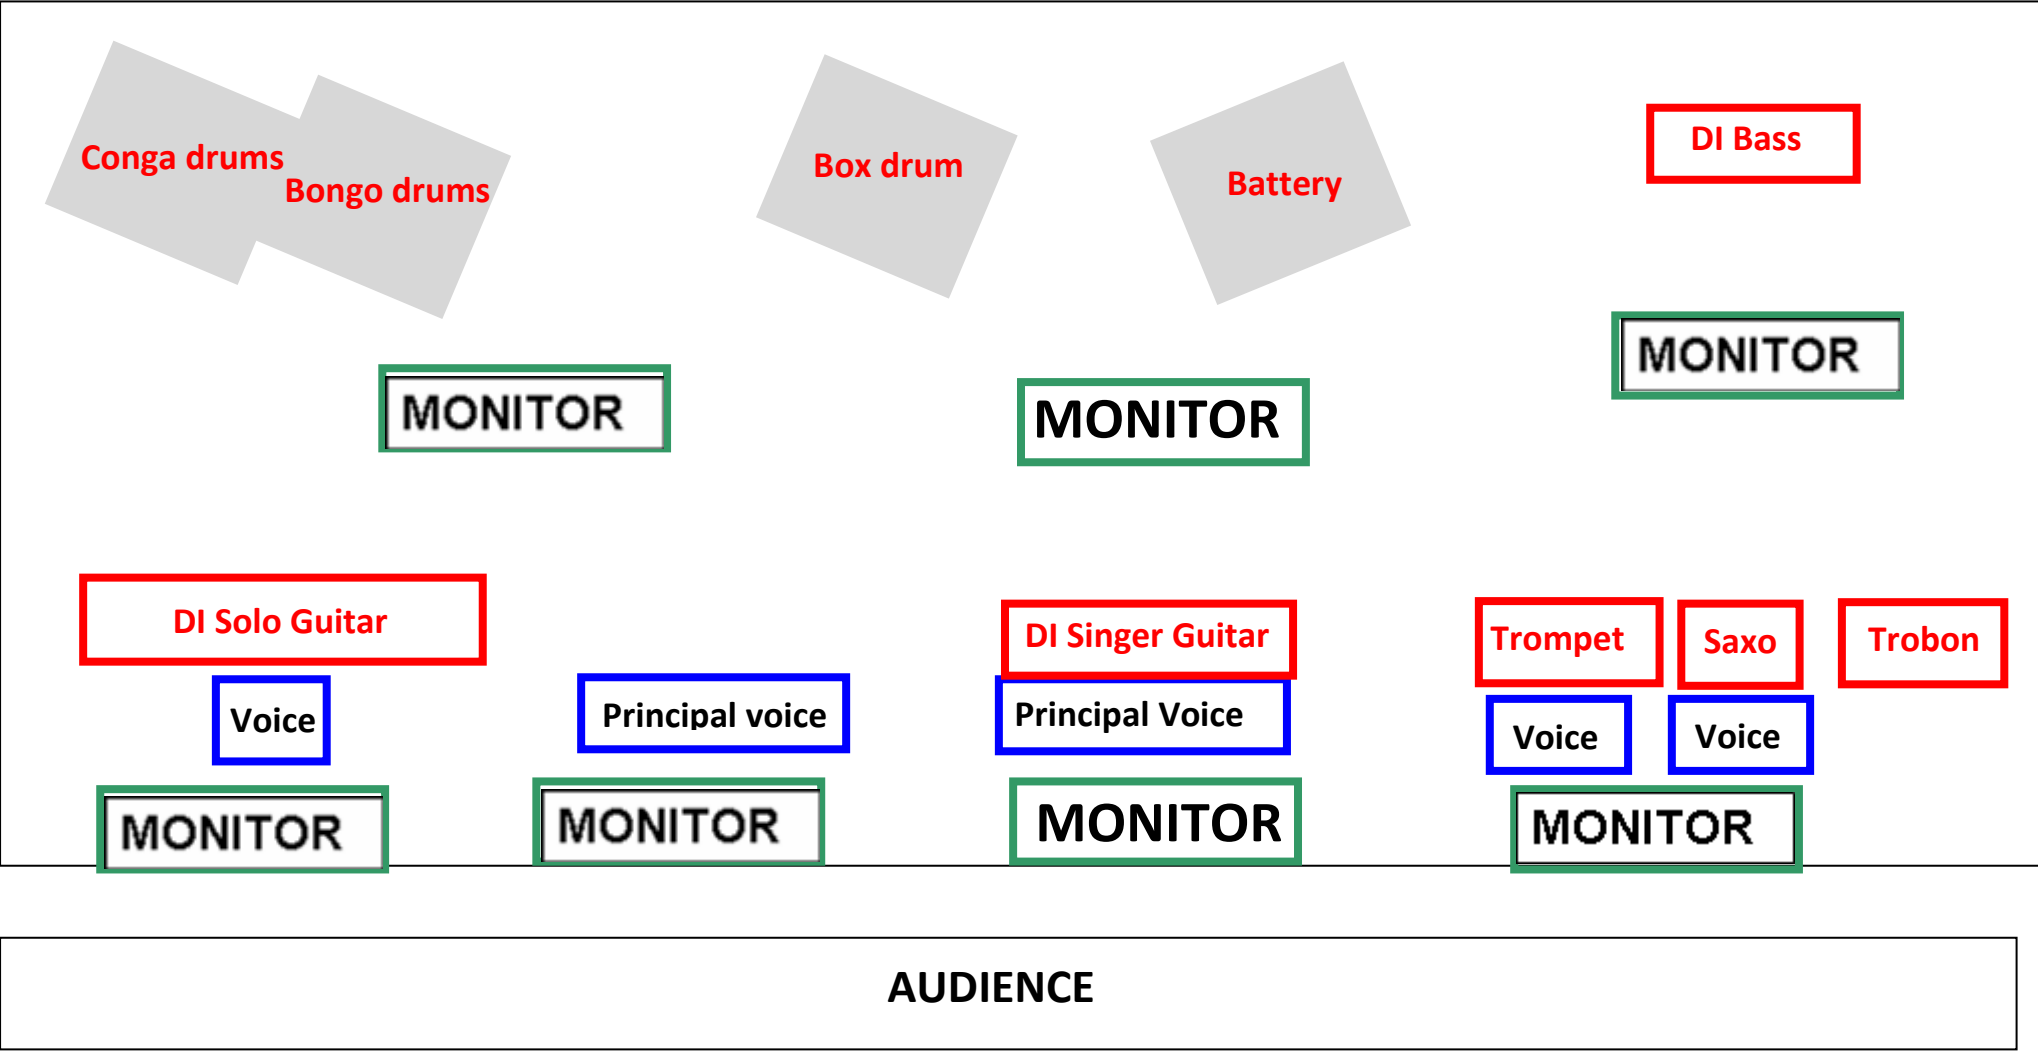 Conga drums
Bongo drums
Box drum
Battery
DI Bass
MONITOR
MONITOR
MONITOR
DI Solo Guitar
DI Singer Guitar
Trompet
Saxo
Trobon
Voice
Principal voice
Principal Voice
Voice
Voice
MONITOR
MONITOR
MONITOR
MONITOR
AUDIENCE